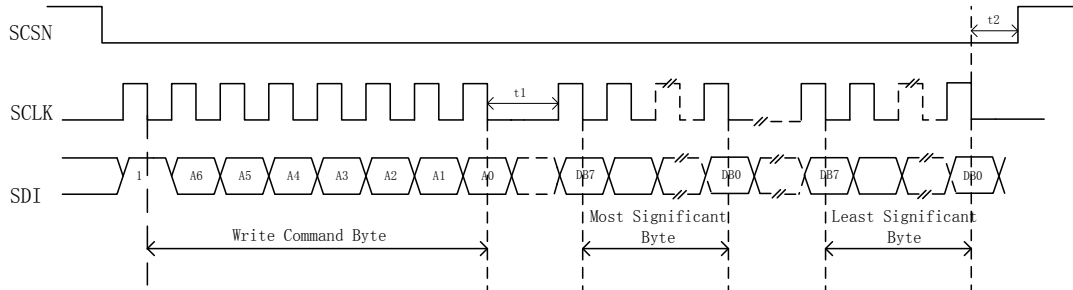 SCSN
t2
SCLK
t1
SDI
1
A6
A5
A4
A3
A2
A1
A0
DB7
DB0
DB7
DB0
Write Command Byte
Most Significant
Byte
Least Significant
Byte